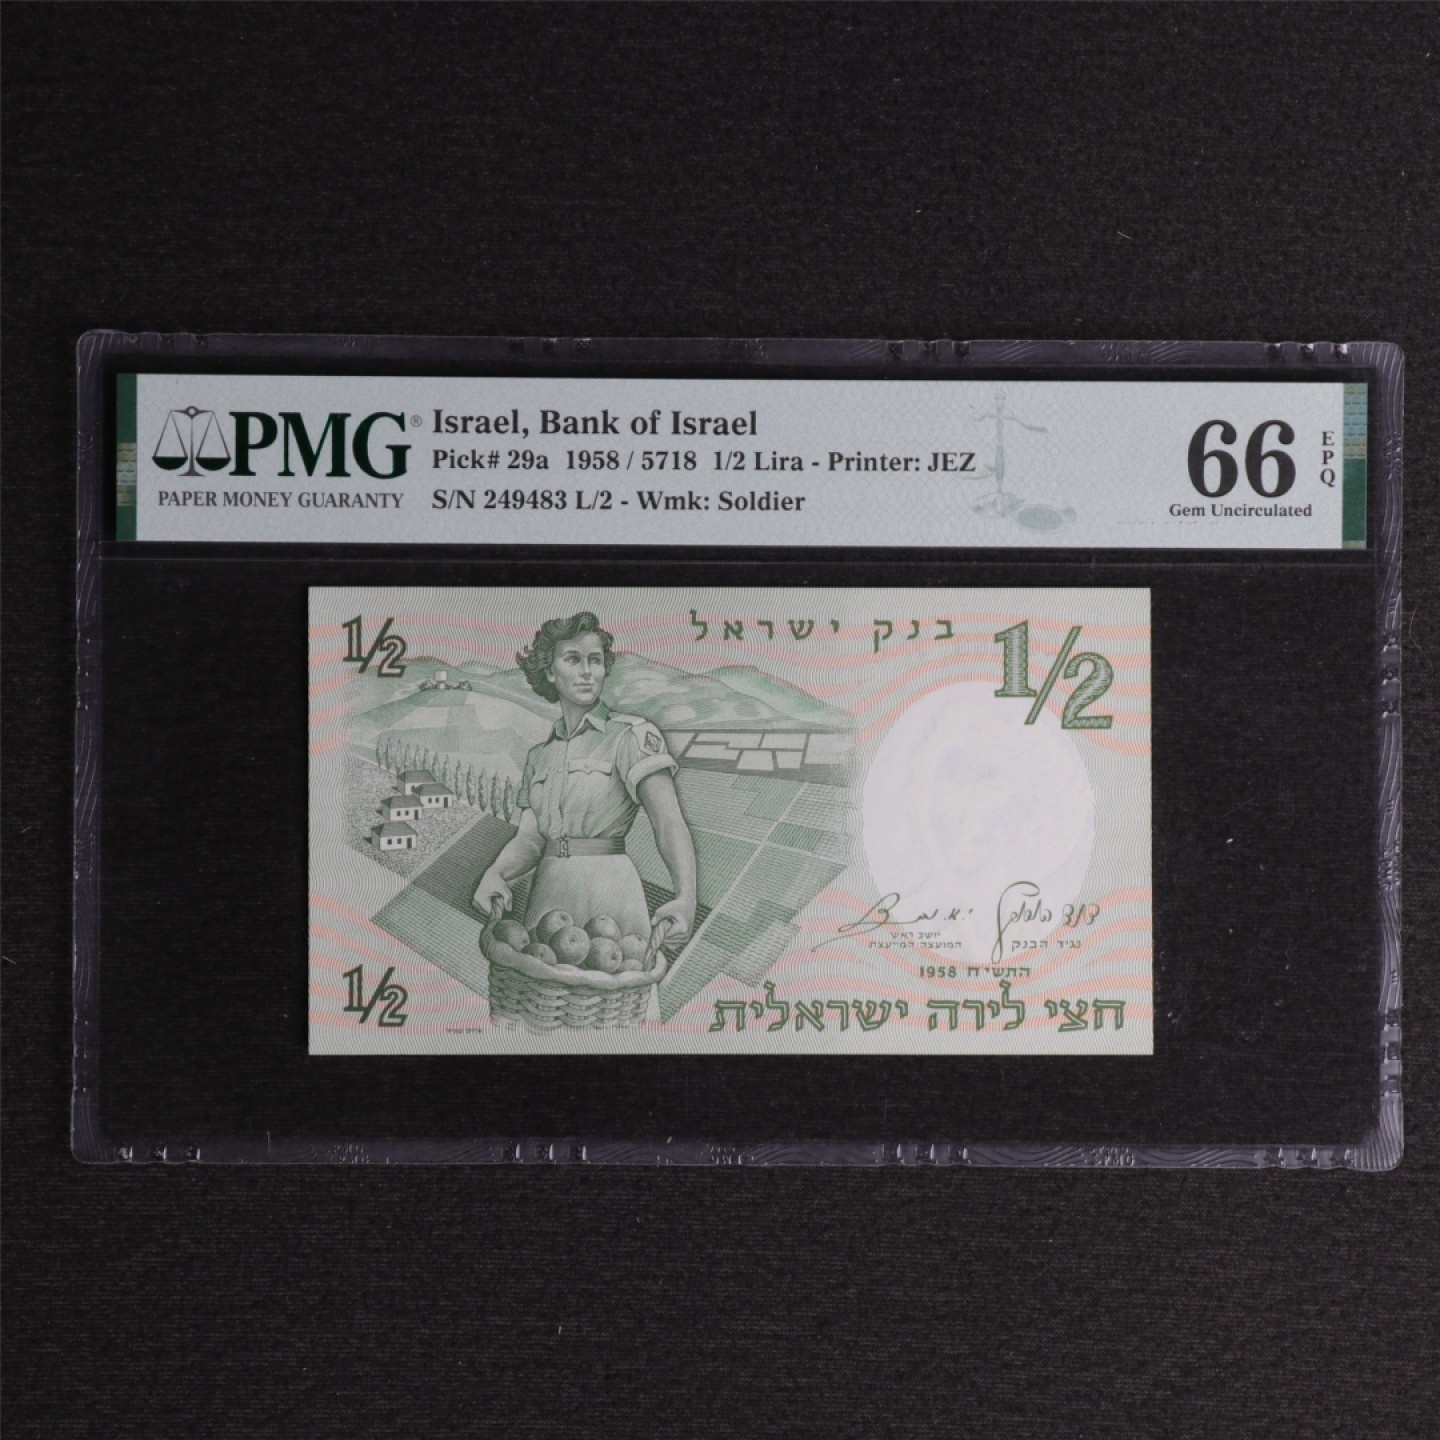 PMG®
PAPER MONEY GUARANTY
Israel, Bank of Israel
Pick# 29a 1958 / 5718 1/2 Lira - Printer: JEZ
S/N 249483 L/2 - Wmk: Soldier
66
EPQ
Gem Uncirculated
1/2
בנק ישראל
1/2
יושב ראש
המועצה המייעצת
נגיד הבנק
התשי״ח 1958
1/2
חצי לירה ישראלית